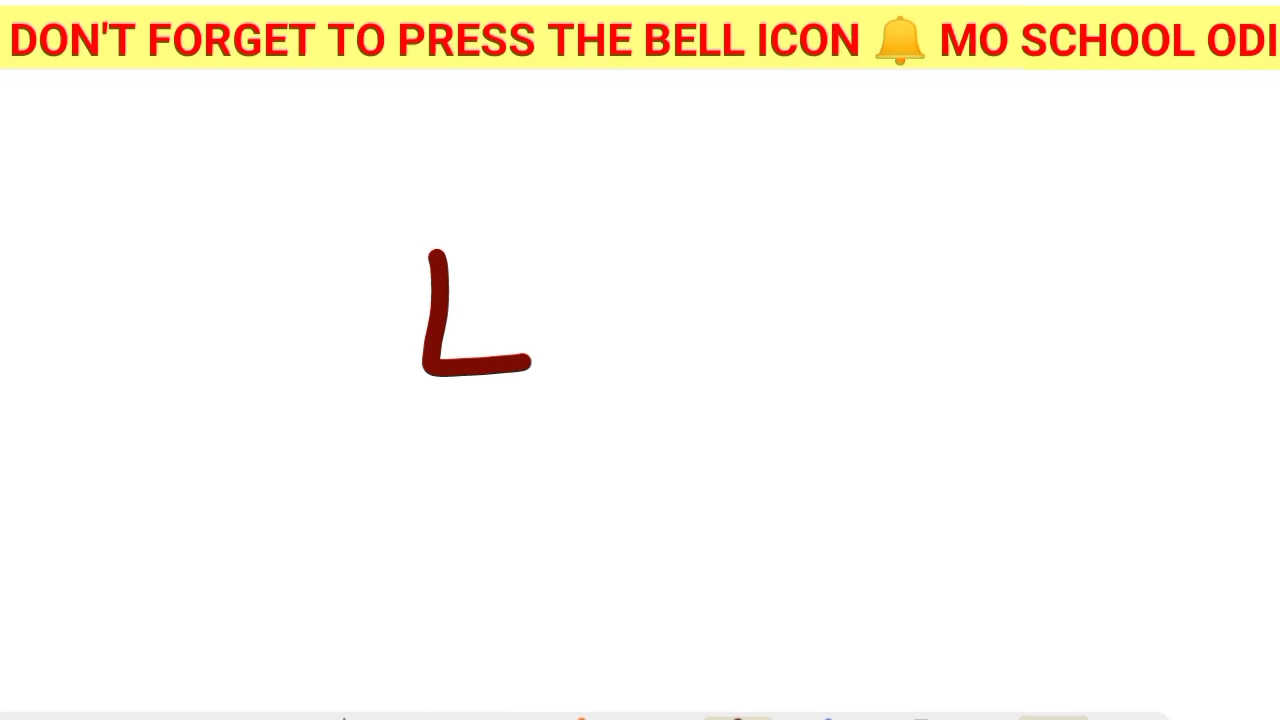 DON'T FORGET TO PRESS THE BELL ICON 🔔 MO SCHOOL ODI
L